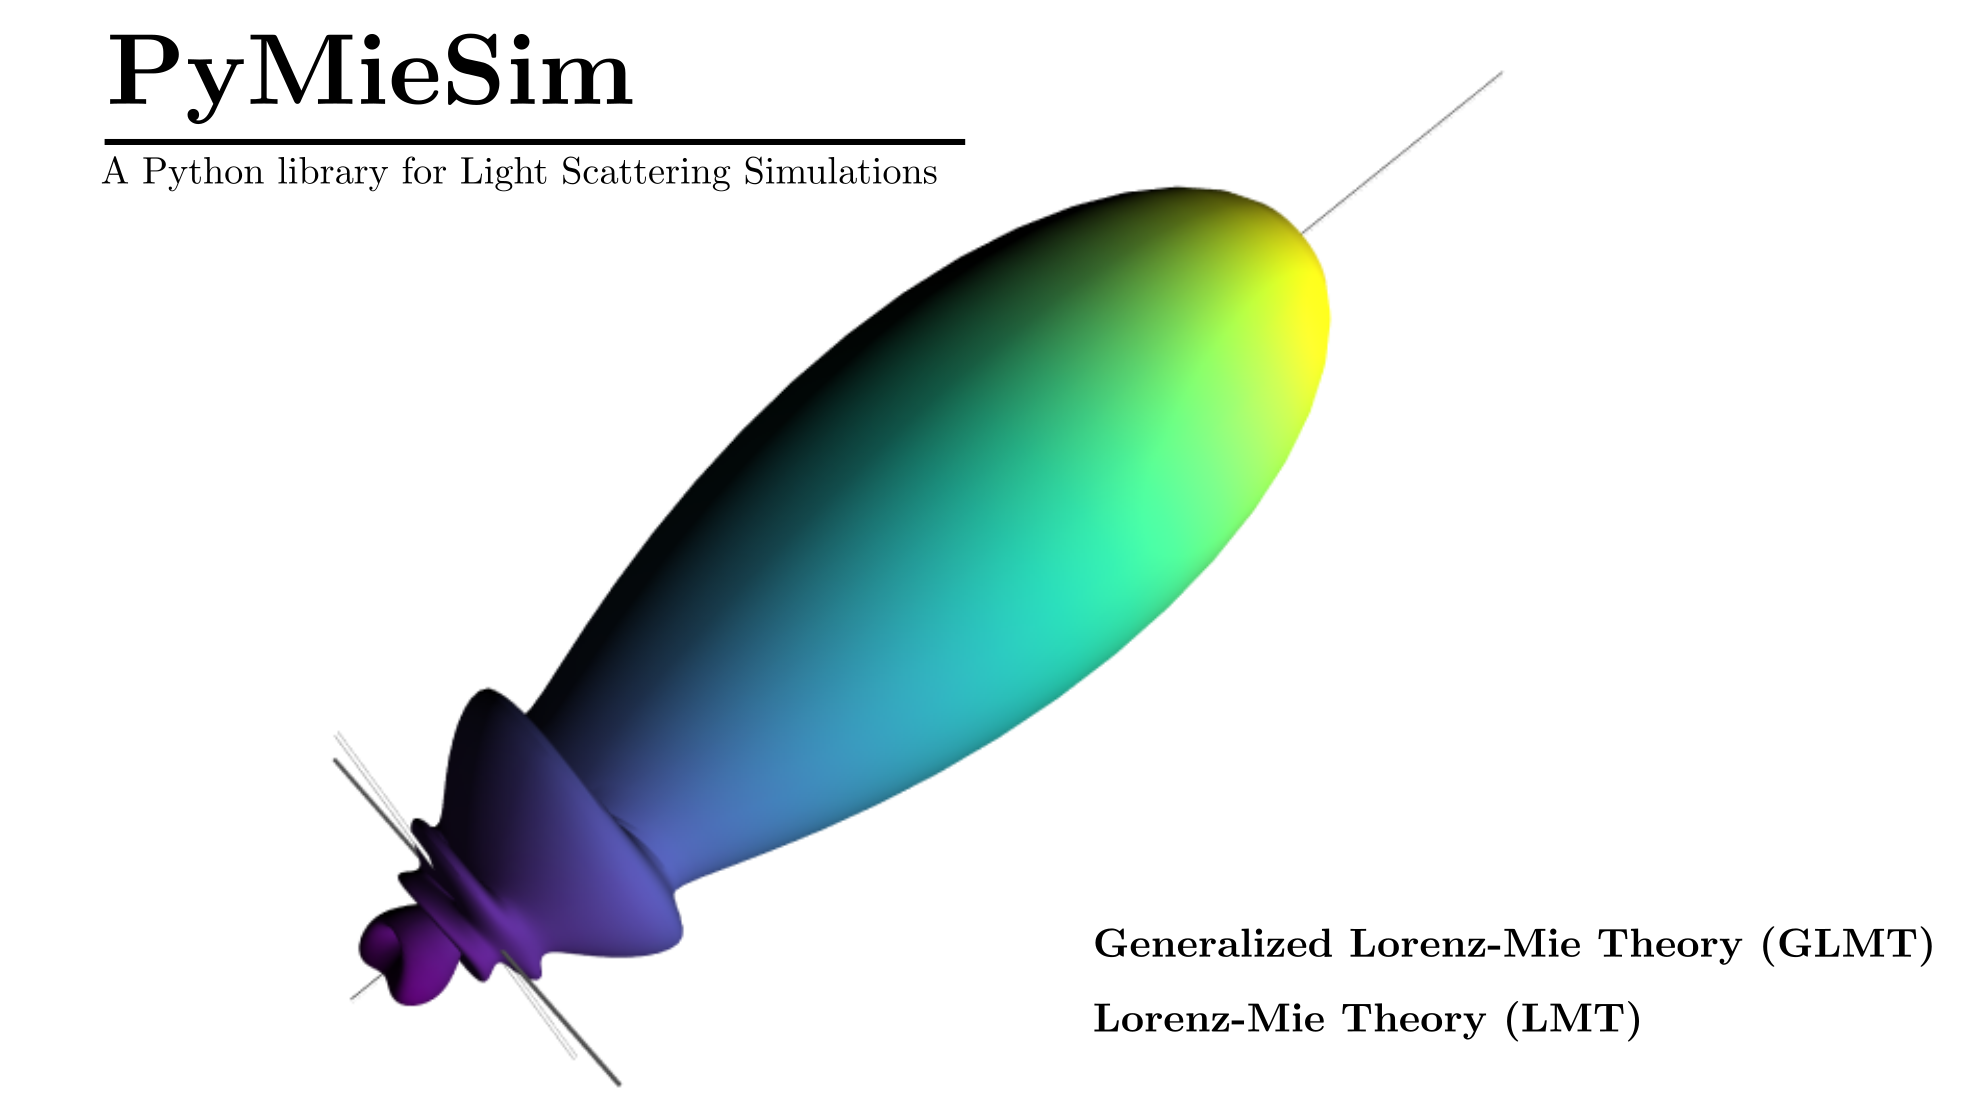 PyMieSim
A Python library for Light Scattering Simulations
Generalized Lorenz-Mie Theory (GLMT)
Lorenz-Mie Theory (LMT)